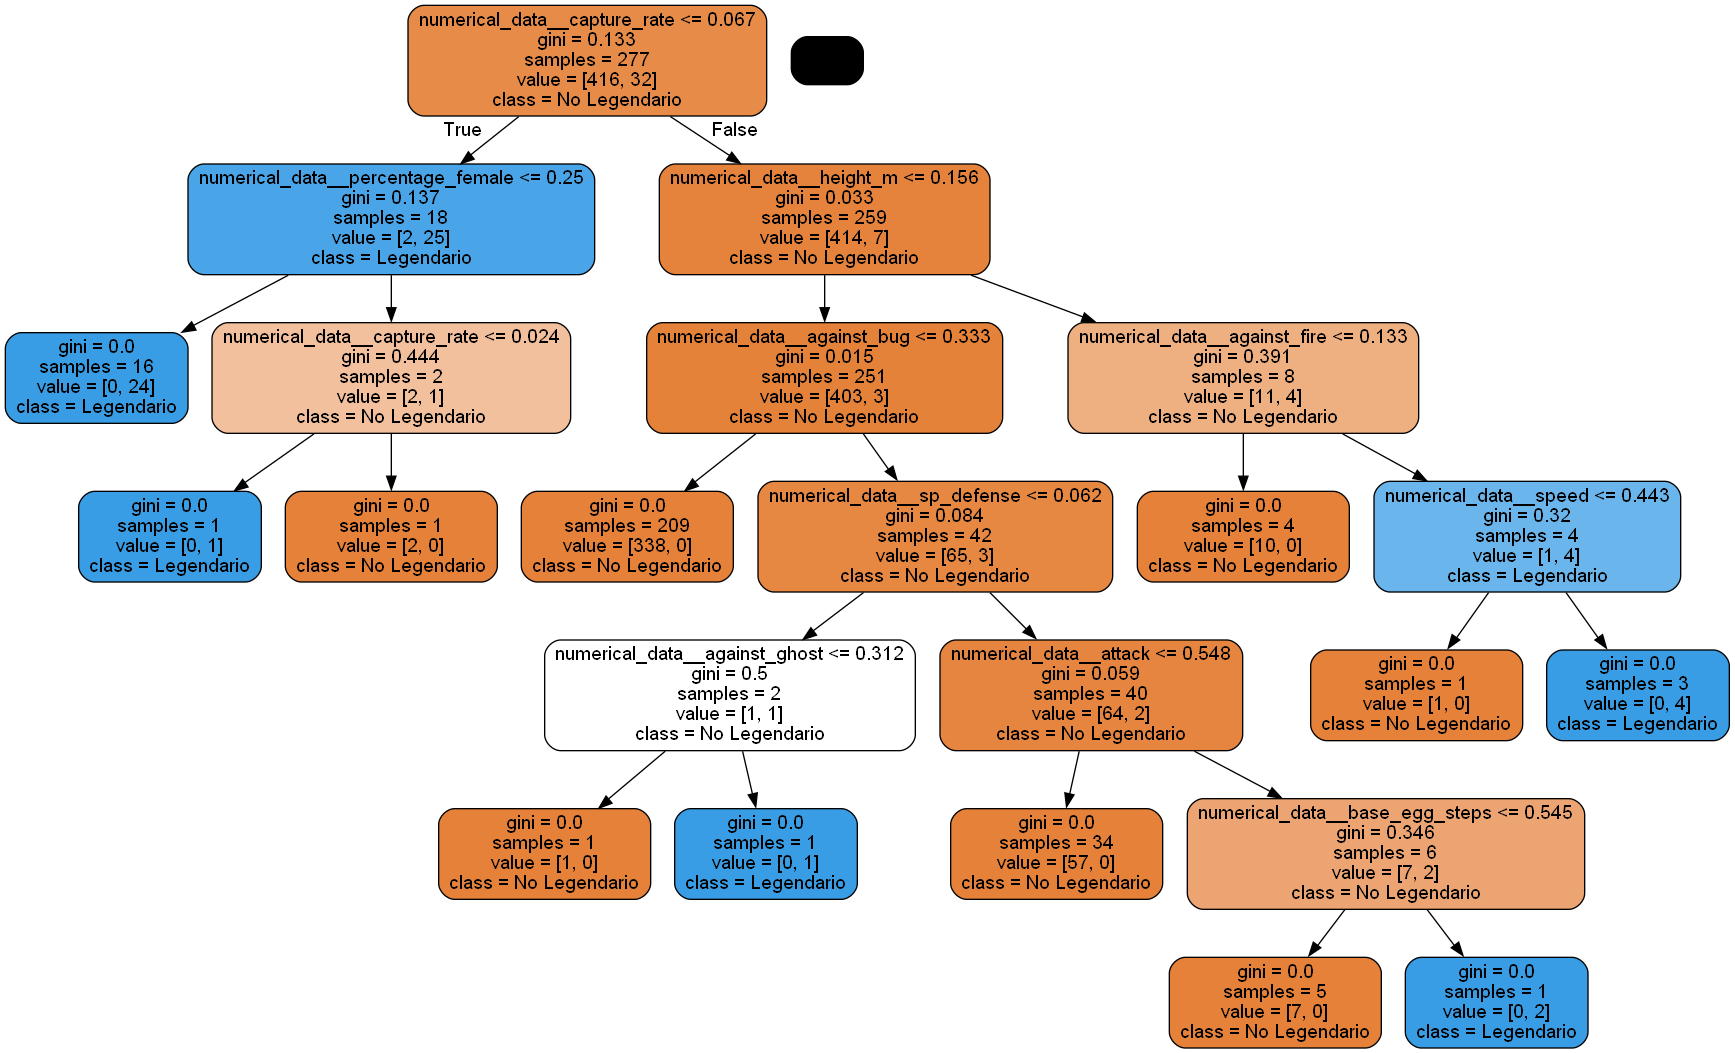 numerical_data__capture_rate <= 0.067
gini = 0.133
samples = 277
value = [416, 32]
class = No Legendario
True
False
numerical_data__percentage_female <= 0.25
gini = 0.137
samples = 18
value = [2, 25]
class = Legendario
numerical_data__height_m <= 0.156
gini = 0.033
samples = 259
value = [414, 7]
class = No Legendario
gini = 0.0
samples = 16
value = [0, 24]
class = Legendario
numerical_data__capture_rate <= 0.024
gini = 0.444
samples = 2
value = [2, 1]
class = No Legendario
numerical_data__against_bug <= 0.333
gini = 0.015
samples = 251
value = [403, 3]
class = No Legendario
numerical_data__against_fire <= 0.133
gini = 0.391
samples = 8
value = [11, 4]
class = No Legendario
gini = 0.0
samples = 1
value = [0, 1]
class = Legendario
gini = 0.0
samples = 1
value = [2, 0]
class = No Legendario
gini = 0.0
samples = 209
value = [338, 0]
class = No Legendario
numerical_data__sp_defense <= 0.062
gini = 0.084
samples = 42
value = [65, 3]
class = No Legendario
gini = 0.0
samples = 4
value = [10, 0]
class = No Legendario
numerical_data__speed <= 0.443
gini = 0.32
samples = 4
value = [1, 4]
class = Legendario
numerical_data__against_ghost <= 0.312
gini = 0.5
samples = 2
value = [1, 1]
class = No Legendario
numerical_data__attack <= 0.548
gini = 0.059
samples = 40
value = [64, 2]
class = No Legendario
gini = 0.0
samples = 1
value = [1, 0]
class = No Legendario
gini = 0.0
samples = 3
value = [0, 4]
class = Legendario
gini = 0.0
samples = 1
value = [1, 0]
class = No Legendario
gini = 0.0
samples = 1
value = [0, 1]
class = Legendario
gini = 0.0
samples = 34
value = [57, 0]
class = No Legendario
numerical_data__base_egg_steps <= 0.545
gini = 0.346
samples = 6
value = [7, 2]
class = No Legendario
gini = 0.0
samples = 5
value = [7, 0]
class = No Legendario
gini = 0.0
samples = 1
value = [0, 2]
class = Legendario